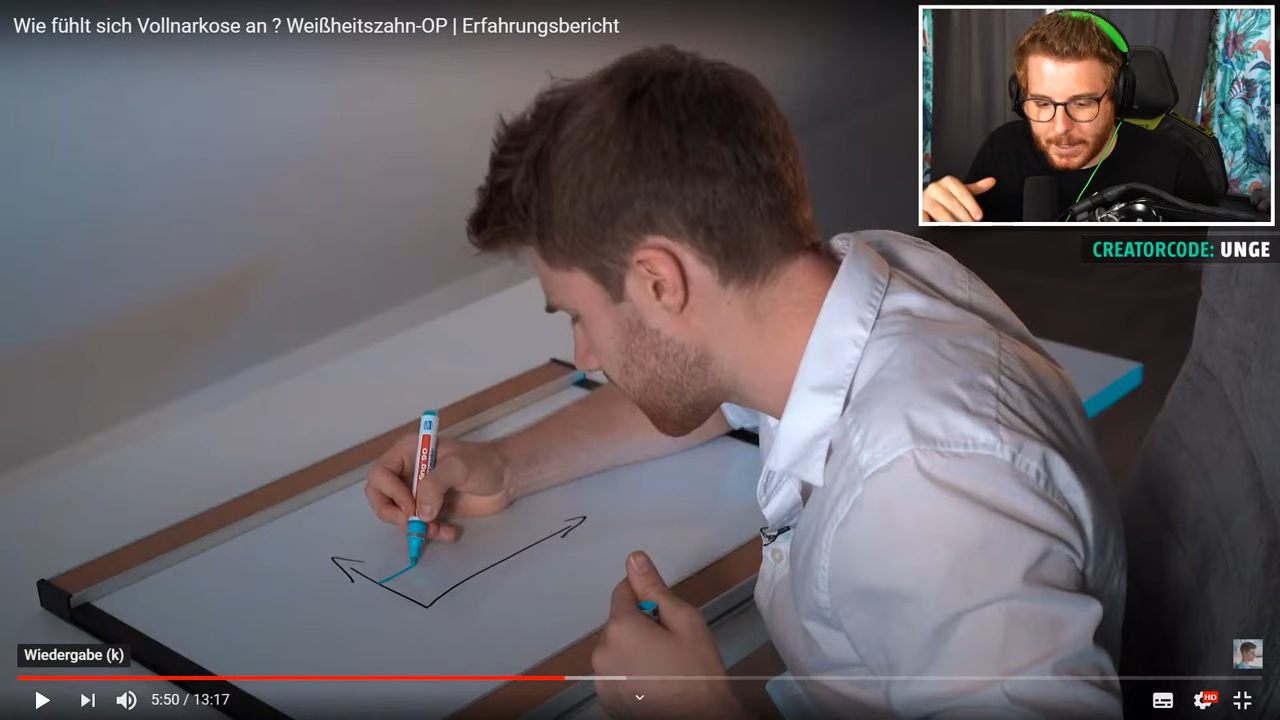 Wie fühlt sich Vollnarkose an ? Weißheitszahn-OP | Erfahrungsbericht
CREATORCODE: UNGE
Wiedergabe (k)
5:50 / 13:17
HD